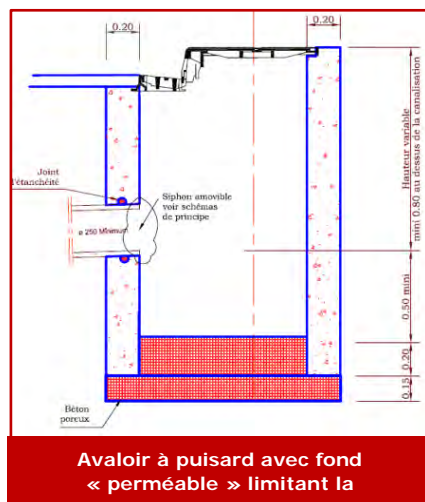 0.20
0.20
Joint
l'étanchéité
Siphon amovible
voir schémas
de principe
ø 250 Minimum
Hauteur variable
mini 0.80 au dessus de la canalisation
0.50 mini
0.20
0.15
Béton
poreux
Avaloir à puisard avec fond
« perméable » limitant la